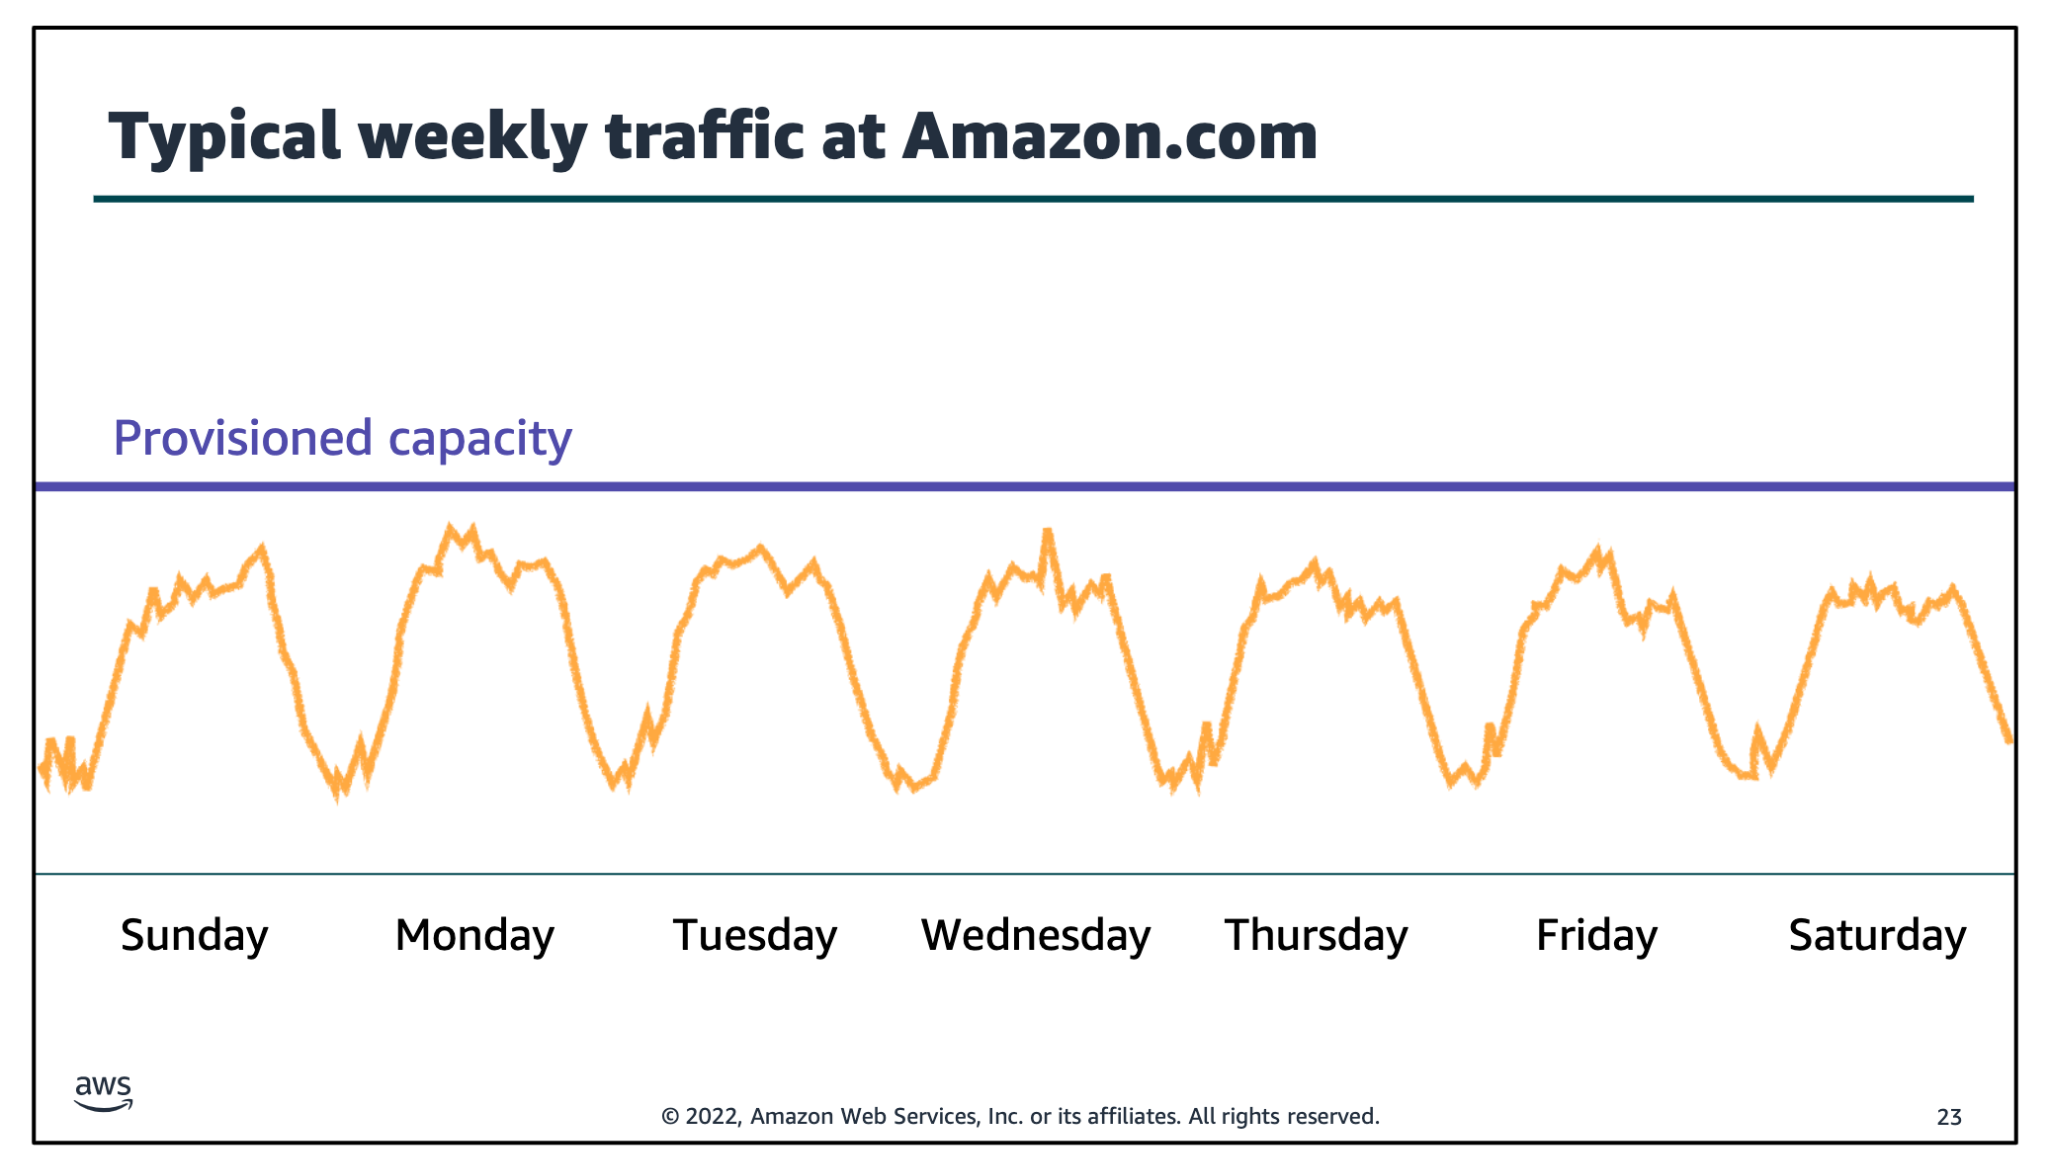 Typical weekly traffic at Amazon.com
Provisioned capacity
Sunday Monday Tuesday Wednesday Thursday Friday Saturday
aws
© 2022, Amazon Web Services, Inc. or its affiliates. All rights reserved.
23